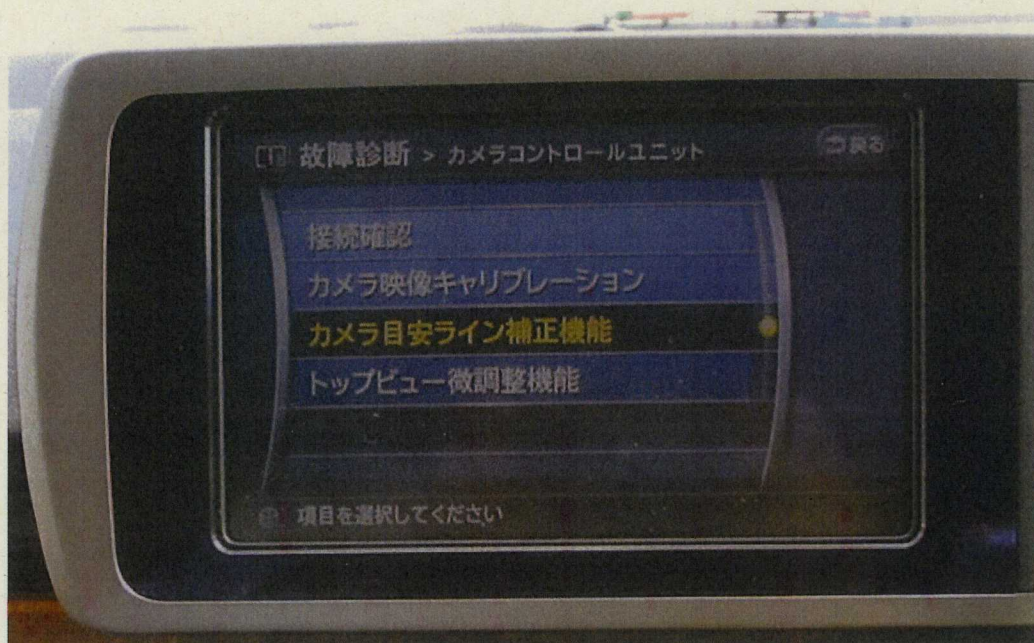 故障診断 > カメラコントロールユニット
戻る
接続確認
カメラ映像キャリブレーション
カメラ目安ライン補正機能
トップビュー微調整機能
項目を選択してください